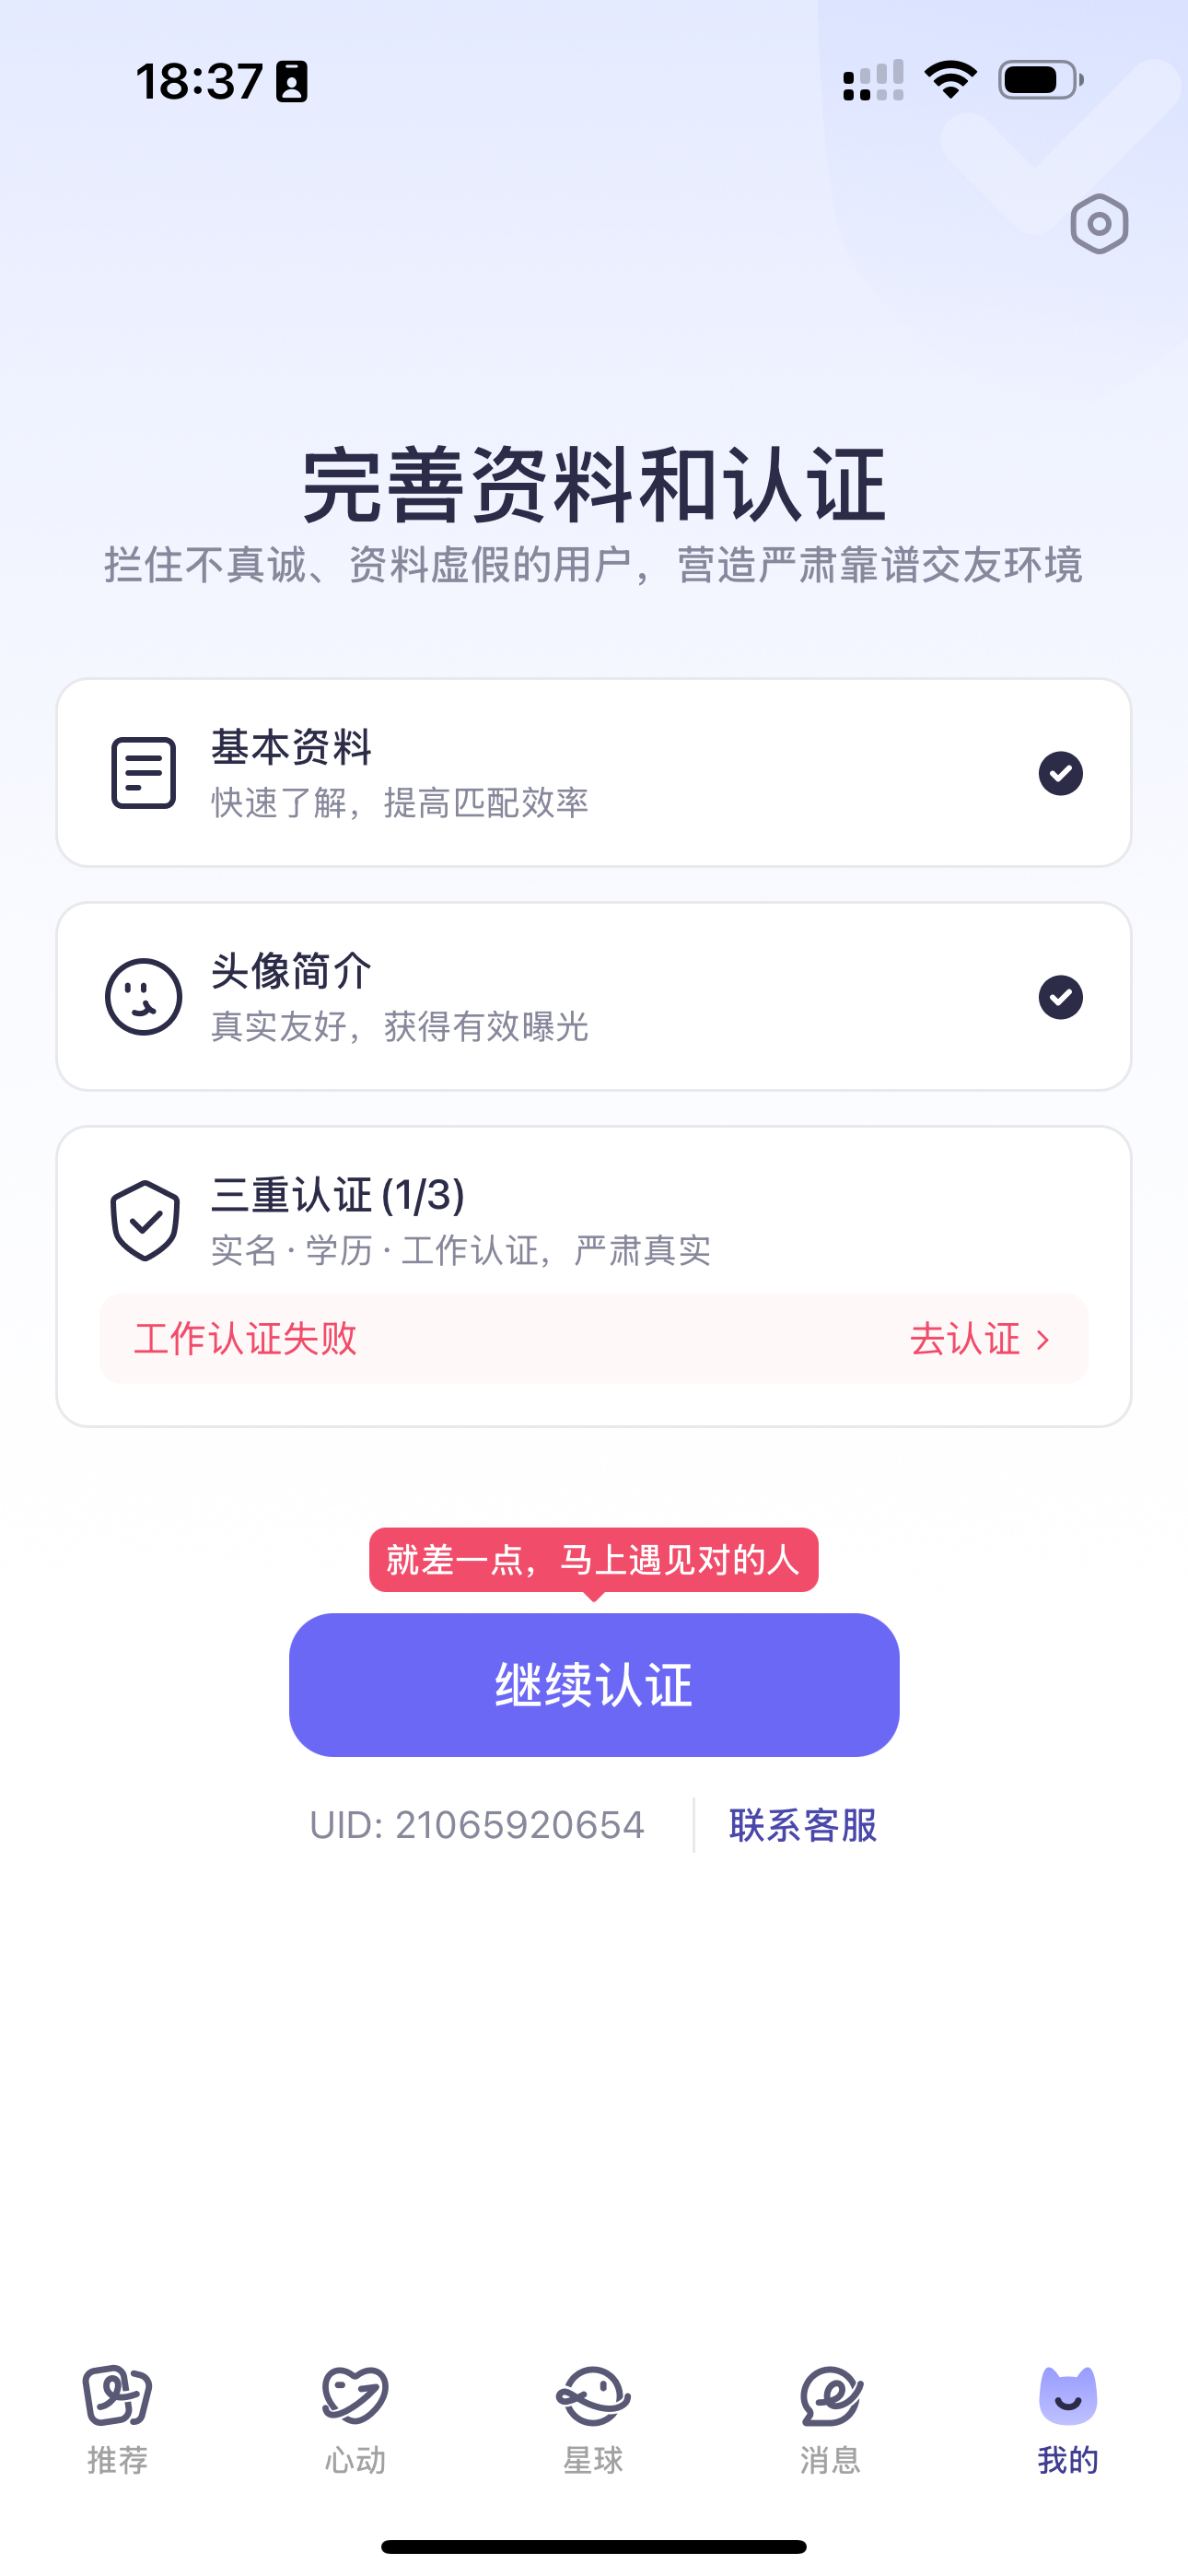 18:37
完善资料和认证
拦住不真诚、资料虚假的用户，营造严肃靠谱交友环境
基本资料
快速了解，提高匹配效率
头像简介
真实友好，获得有效曝光
三重认证 (1/3)
实名 · 学历 · 工作认证，严肃真实
工作认证失败 去认证
就差一点，马上遇见对的人
继续认证
UID: 21065920654 联系客服
推荐 心动 星球 消息 我的